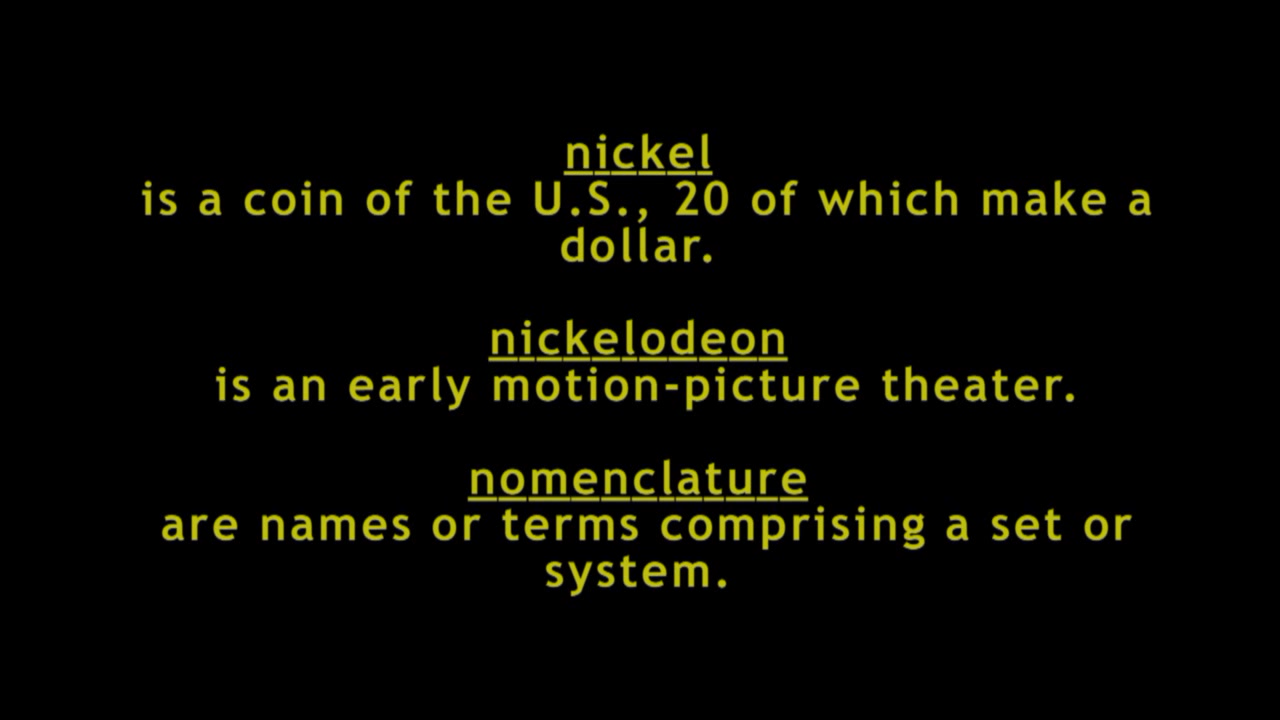 nickel
is a coin of the U.S., 20 of which make a
dollar.
nickelodeon
is an early motion-picture theater.
nomenclature
are names or terms comprising a set or
system.